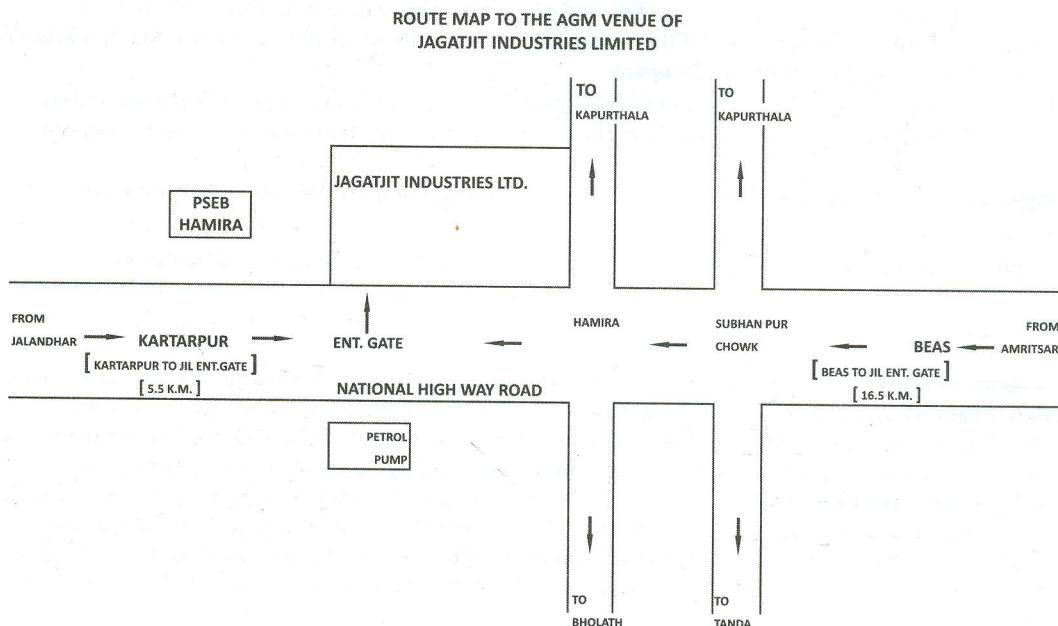 ROUTE MAP TO THE AGM VENUE OF
JAGATJIT INDUSTRIES LIMITED
TO
KAPURTHALA
TO
KAPURTHALA
JAGATJIT INDUSTRIES LTD.
PSEB
HAMIRA
FROM
JALANDHAR
KARTARPUR
[ KARTARPUR TO JIL ENT.GATE ]
[ 5.5 K.M. ]
ENT. GATE
HAMIRA
SUBHAN PUR
CHOWK
BEAS
[ BEAS TO JIL ENT. GATE ]
[ 16.5 K.M. ]
FROM
AMRITSAR
NATIONAL HIGH WAY ROAD
PETROL
PUMP
TO
BHOLATH
TO
TANDA